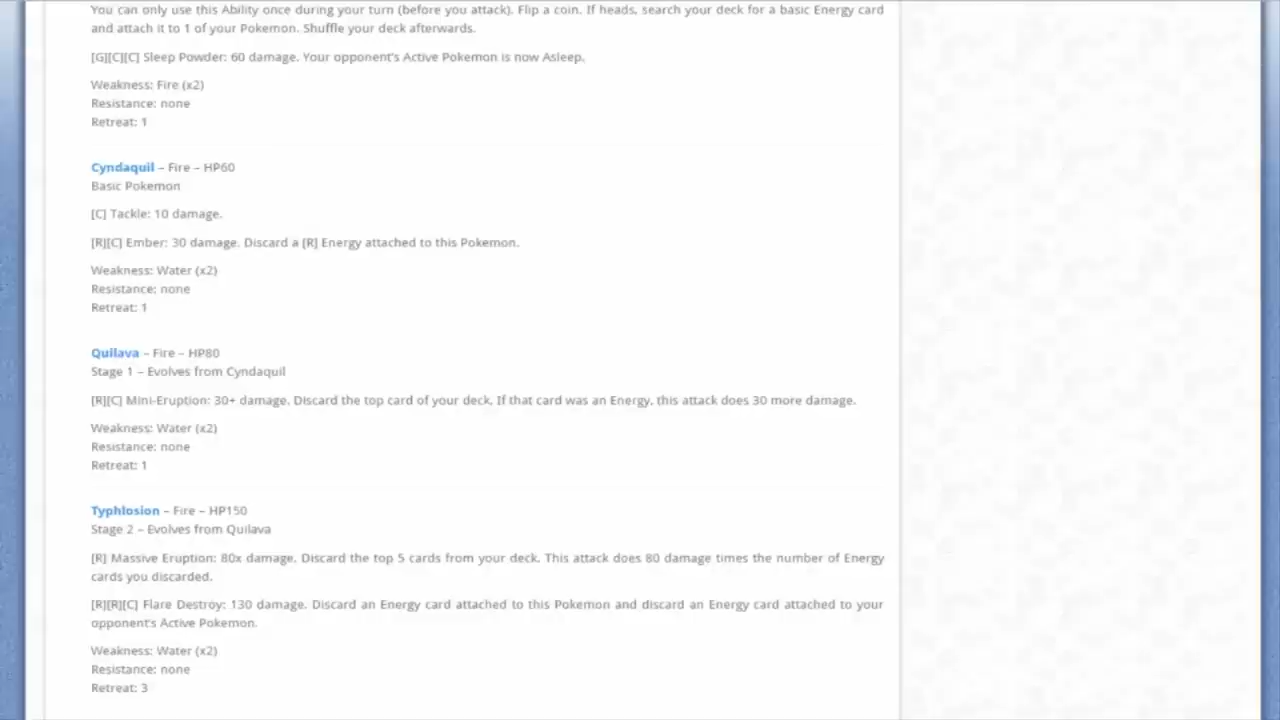 You can only use this Ability once during your turn (before you attack). Flip a coin. If heads, search your deck for a basic Energy card
and attach it to 1 of your Pokemon. Shuffle your deck afterwards.
[G][C][C] Sleep Powder: 60 damage. Your opponent's Active Pokemon is now Asleep.
Weakness: Fire (x2)
Resistance: none
Retreat: 1
Cyndaquil – Fire – HP60
Basic Pokemon
[C] Tackle: 10 damage.
[R][C] Ember: 30 damage. Discard a [R] Energy attached to this Pokemon.
Weakness: Water (x2)
Resistance: none
Retreat: 1
Quilava – Fire – HP80
Stage 1 – Evolves from Cyndaquil
[R][C] Mini-Eruption: 30+ damage. Discard the top card of your deck. If that card was an Energy, this attack does 30 more damage.
Weakness: Water (x2)
Resistance: none
Retreat: 1
Typhlosion – Fire – HP150
Stage 2 – Evolves from Quilava
[R] Massive Eruption: 80x damage. Discard the top 5 cards from your deck. This attack does 80 damage times the number of Energy
cards you discarded.
[R][R][C] Flare Destroy: 130 damage. Discard an Energy card attached to this Pokemon and discard an Energy card attached to your
opponent's Active Pokemon.
Weakness: Water (x2)
Resistance: none
Retreat: 3